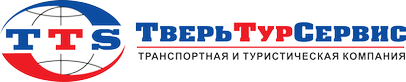 TTS
ТверьТурСервис
ТРАНСПОРТНАЯ И ТУРИСТИЧЕСКАЯ КОМПАНИЯ